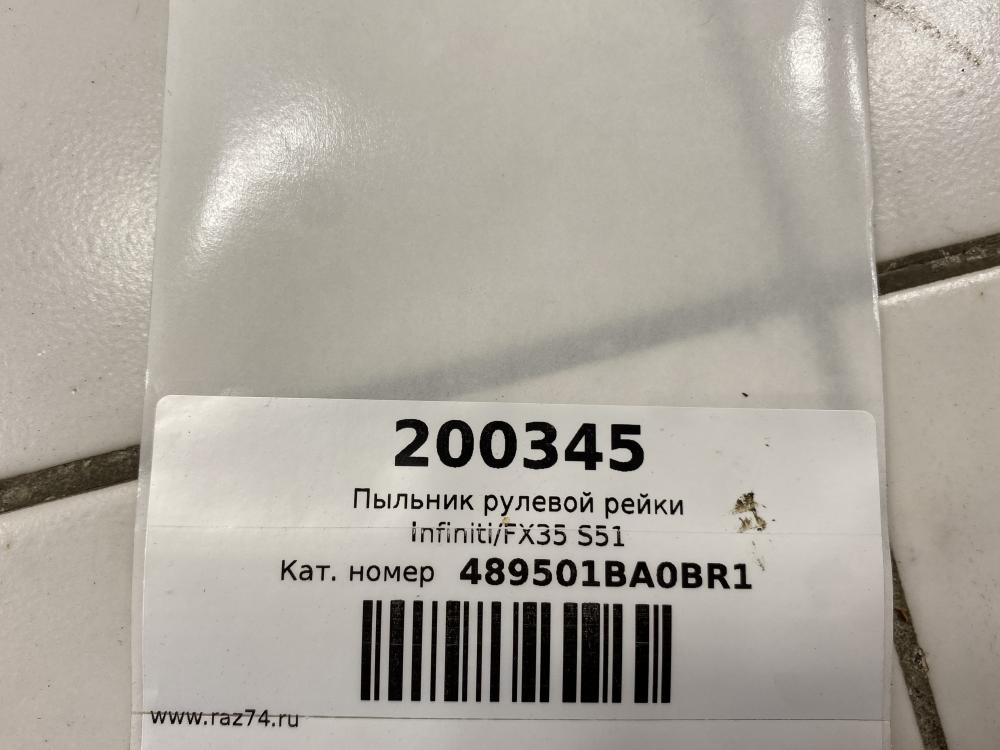 200345
Пыльник рулевой рейки
Infiniti/FX35 S51
Кат. номер 489501BA0BR1
www.raz74.ru